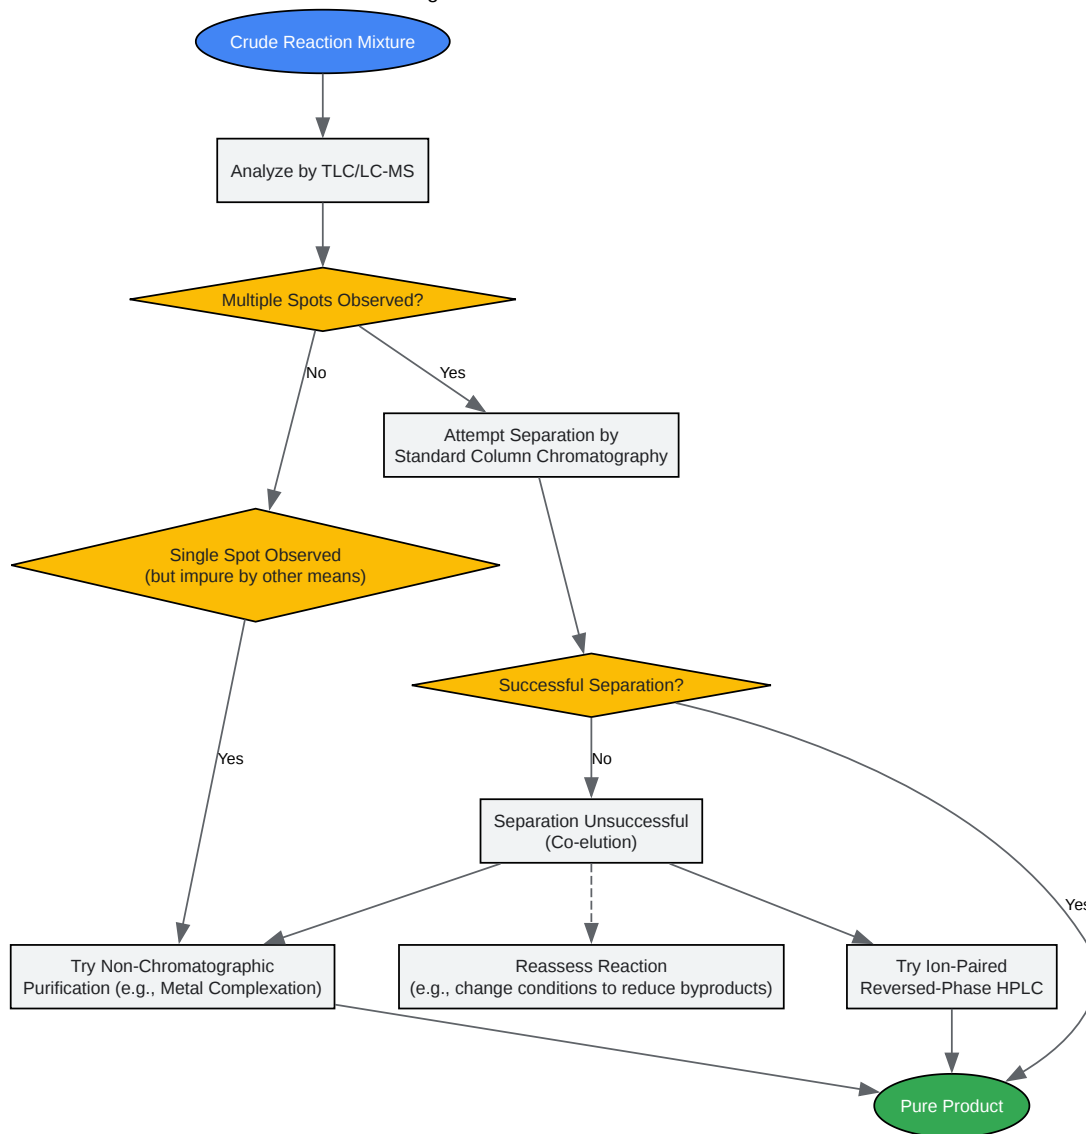 Crude Reaction Mixture
Analyze by TLC/LC-MS
Multiple Spots Observed?
No
Yes
Attempt Separation by
Standard Column Chromatography
Single Spot Observed
(but impure by other means)
Successful Separation?
Yes
No
Separation Unsuccessful
(Co-elution)
Yes
Try Non-Chromatographic
Purification (e.g., Metal Complexation)
Reassess Reaction
(e.g., change conditions to reduce byproducts)
Try Ion-Paired
Reversed-Phase HPLC
Pure Product